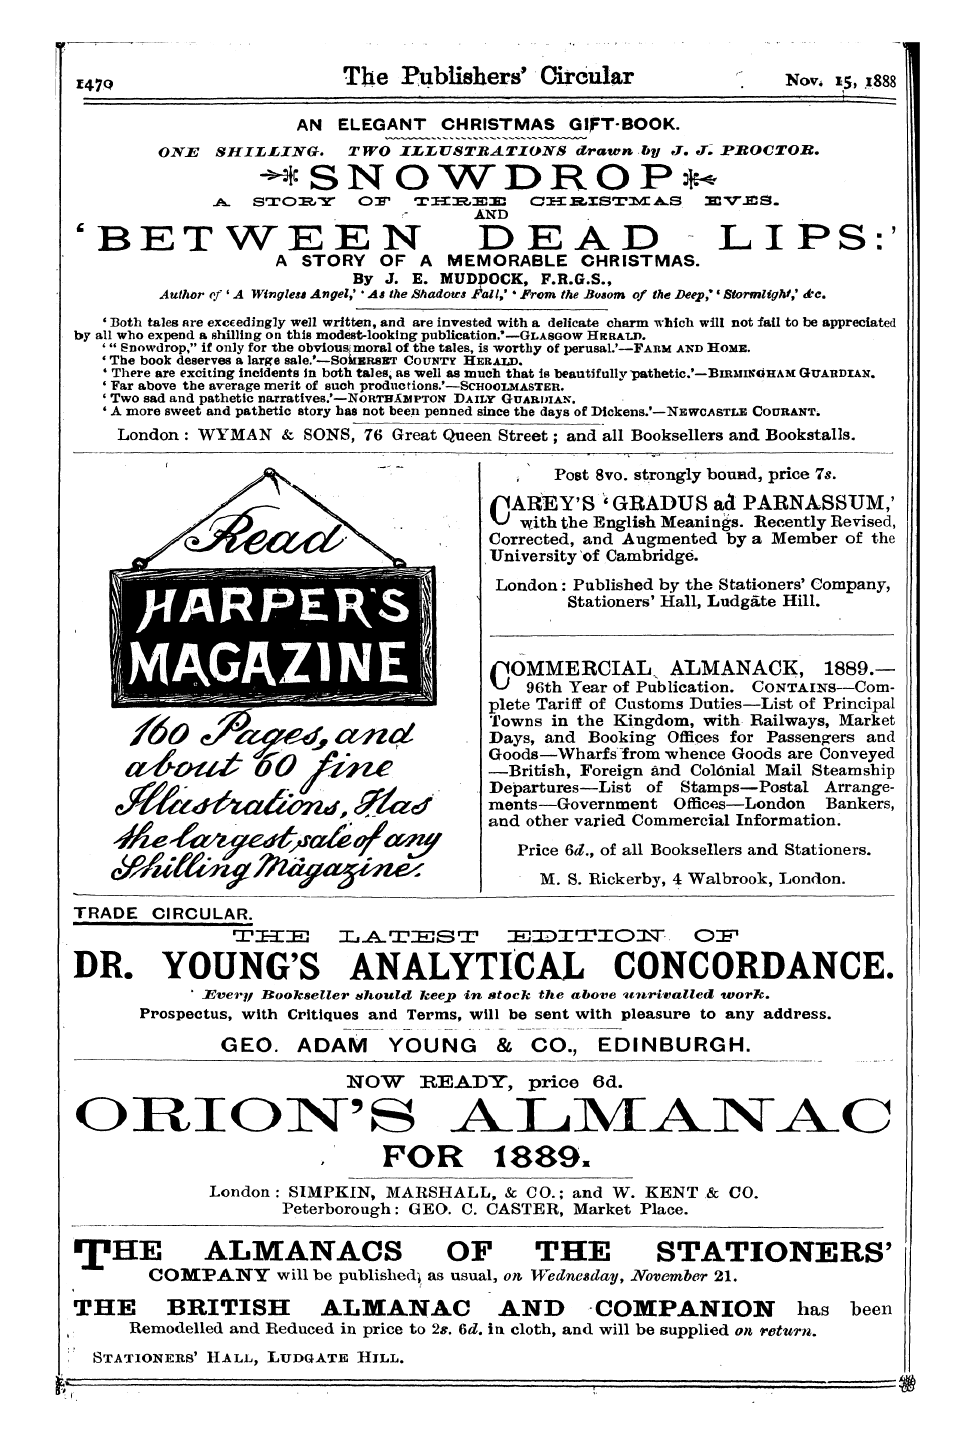 1470 The Publishers' Circular Nov. 15, 1888
AN ELEGANT CHRISTMAS GIFT-BOOK.
ONE SHILLING. TWO ILLUSTRATIONS drawn by J. J. PROCTOR.
SNOWDROP
A STORY OF THREE CHRISTMAS EVES.
AND
'BETWEEN DEAD LIPS:'
A STORY OF A MEMORABLE CHRISTMAS.
By J. E. MUDDOCK, F.R.G.S.,
Author of 'A Wingless Angel,' 'As the Shadows Fall,' 'From the Bosom of the Deep,' 'Stormlight,' &c.
'Both tales are exceedingly well written, and are invested with a delicate charm which will not fail to be appreciated
by all who expend a shilling on this modest-looking publication.'—GLASGOW HERALD.
'"Snowdrop," if only for the obvious moral of the tales, is worthy of perusal.'—FARM AND HOME.
'The book deserves a large sale.'—SOMERSET COUNTY HERALD.
'There are exciting incidents in both tales, as well as much that is beautifully pathetic.'—BIRMINGHAM GUARDIAN.
'Far above the average merit of such productions.'—SCHOOLMASTER.
'Two sad and pathetic narratives.'—NORTHAMPTON DAILY GUARDIAN.
'A more sweet and pathetic story has not been penned since the days of Dickens.'—NEWCASTLE COURANT.
London: WYMAN & SONS, 76 Great Queen Street; and all Booksellers and Bookstalls.
Read
HARPER'S
MAGAZINE
160 Pages, and
about 60 fine
Illustrations, Has
the largest sale of any
Shilling Magazine.
Post 8vo. strongly bound, price 7s.
CAREY'S 'GRADUS ad PARNASSUM,'
with the English Meanings. Recently Revised,
Corrected, and Augmented by a Member of the
University of Cambridge.
London: Published by the Stationers' Company,
Stationers' Hall, Ludgate Hill.
COMMERCIAL ALMANACK, 1889.—
96th Year of Publication. CONTAINS—Com-
plete Tariff of Customs Duties—List of Principal
Towns in the Kingdom, with Railways, Market
Days, and Booking Offices for Passengers and
Goods—Wharfs from whence Goods are Conveyed
—British, Foreign and Colonial Mail Steamship
Departures—List of Stamps—Postal Arrange-
ments—Government Offices—London Bankers,
and other varied Commercial Information.
Price 6d., of all Booksellers and Stationers.
M. S. Rickerby, 4 Walbrook, London.
TRADE CIRCULAR.
THE LATEST EDITION OF
DR. YOUNG'S ANALYTICAL CONCORDANCE.
Every Bookseller should keep in stock the above unrivalled work.
Prospectus, with Critiques and Terms, will be sent with pleasure to any address.
GEO. ADAM YOUNG & CO., EDINBURGH.
NOW READY, price 6d.
ORION'S ALMANAC
FOR 1889.
London: SIMPKIN, MARSHALL, & CO.; and W. KENT & CO.
Peterborough: GEO. C. CASTER, Market Place.
THE ALMANACS OF THE STATIONERS'
COMPANY will be published, as usual, on Wednesday, November 21.
THE BRITISH ALMANAC AND COMPANION has been
Remodelled and Reduced in price to 2s. 6d. in cloth, and will be supplied on return.
STATIONERS' HALL, LUDGATE HILL.